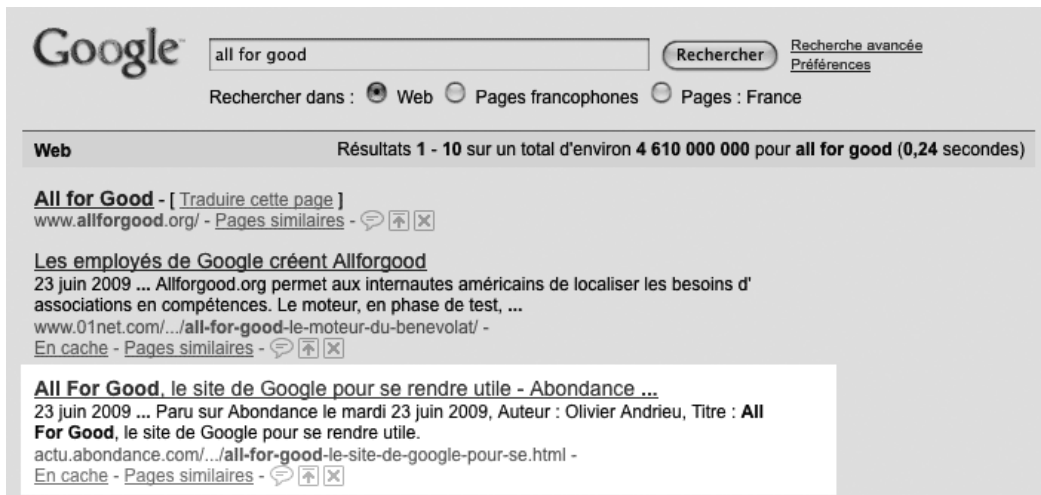 Google
all for good
Rechercher
Recherche avancée
Préférences
Rechercher dans : Web Pages francophones Pages : France
Web Résultats 1 - 10 sur un total d'environ 4 610 000 000 pour all for good (0,24 secondes)
All for Good - [ Traduire cette page ]
www.allforgood.org/ - Pages similaires -
Les employés de Google créent Allforgood
23 juin 2009 ... Allforgood.org permet aux internautes américains de localiser les besoins d'
associations en compétences. Le moteur, en phase de test, ...
www.01net.com/.../all-for-good-le-moteur-du-benevolat/ -
En cache - Pages similaires -
All For Good, le site de Google pour se rendre utile - Abondance ...
23 juin 2009 ... Paru sur Abondance le mardi 23 juin 2009, Auteur : Olivier Andrieu, Titre : All
For Good, le site de Google pour se rendre utile.
actu.abondance.com/.../all-for-good-le-site-de-google-pour-se.html -
En cache - Pages similaires -